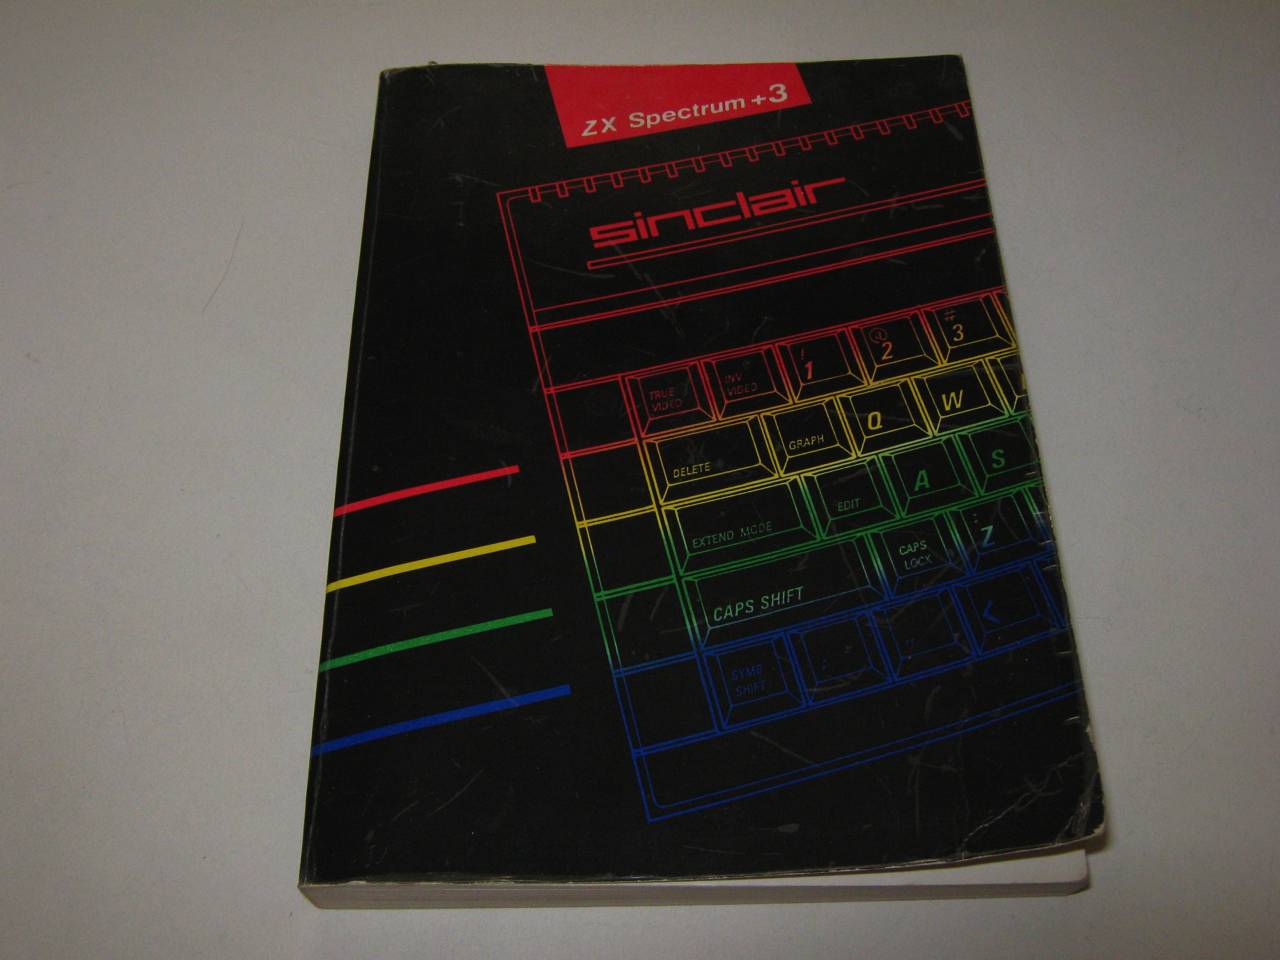 ZX Spectrum +3
sinclair
TRUE VIDEO
INV VIDEO
! 1
@ 2
# 3
DELETE
GRAPH
Q
W
EXTEND MODE
EDIT
A
S
CAPS SHIFT
CAPS LOCK
: Z
SYMB SHIFT
;
"
<